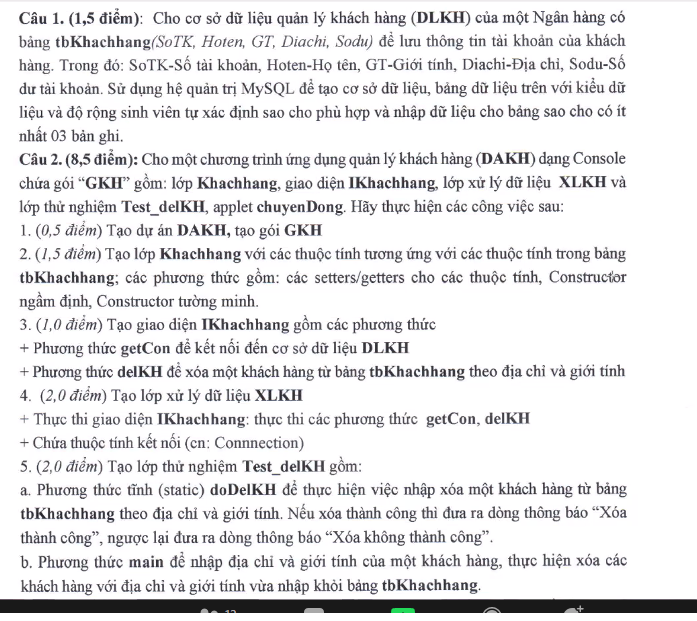 Câu 1. (1,5 điểm): Cho cơ sở dữ liệu quản lý khách hàng (DLKH) của một Ngân hàng có
bảng tbKhachhang(SoTK, Hoten, GT, Diachi, Sodu) để lưu thông tin tài khoản của khách
hàng. Trong đó: SoTK-Số tài khoản, Hoten-Họ tên, GT-Giới tính, Diachi-Địa chỉ, Sodu-Số
dư tài khoản. Sử dụng hệ quản trị MySQL để tạo cơ sở dữ liệu, bảng dữ liệu trên với kiểu dữ
liệu và độ rộng sinh viên tự xác định sao cho phù hợp và nhập dữ liệu cho bảng sao cho có ít
nhất 03 bản ghi.
Câu 2. (8,5 điểm): Cho một chương trình ứng dụng quản lý khách hàng (DAKH) dạng Console
chứa gói “GKH” gồm: lớp Khachhang, giao diện IKhachhang, lớp xử lý dữ liệu XLKH và
lớp thử nghiệm Test_delKH, applet chuyenDong. Hãy thực hiện các công việc sau:
1. (0,5 điểm) Tạo dự án DAKH, tạo gói GKH
2. (1,5 điểm) Tạo lớp Khachhang với các thuộc tính tương ứng với các thuộc tính trong bảng
tbKhachhang; các phương thức gồm: các setters/getters cho các thuộc tính, Constructor
ngầm định, Constructor tường minh.
3. (1,0 điểm) Tạo giao diện IKhachhang gồm các phương thức
+ Phương thức getCon để kết nối đến cơ sở dữ liệu DLKH
+ Phương thức delKH để xóa một khách hàng từ bảng tbKhachhang theo địa chỉ và giới tính
4. (2,0 điểm) Tạo lớp xử lý dữ liệu XLKH
+ Thực thi giao diện IKhachhang: thực thi các phương thức getCon, delKH
+ Chứa thuộc tính kết nối (cn: Connnection)
5. (2,0 điểm) Tạo lớp thử nghiệm Test_delKH gồm:
a. Phương thức tĩnh (static) doDelKH để thực hiện việc nhập xóa một khách hàng từ bảng
tbKhachhang theo địa chỉ và giới tính. Nếu xóa thành công thì đưa ra dòng thông báo “Xóa
thành công”, ngược lại đưa ra dòng thông báo “Xóa không thành công”.
b. Phương thức main để nhập địa chỉ và giới tính của một khách hàng, thực hiện xóa các
khách hàng với địa chỉ và giới tính vừa nhập khỏi bảng tbKhachhang.